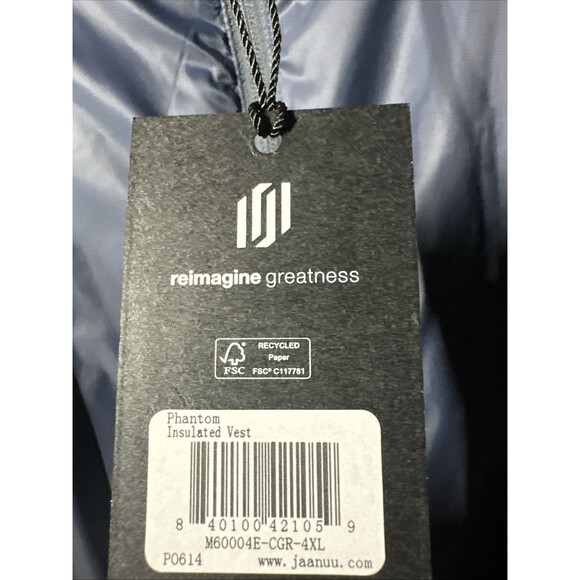 reimagine greatness
RECYCLED
Paper
FSC
FSC® C117781
Phantom
Insulated Vest
8 40100 42105 9
M60004E-CGR-4XL
P0614 www.jaanuu.com